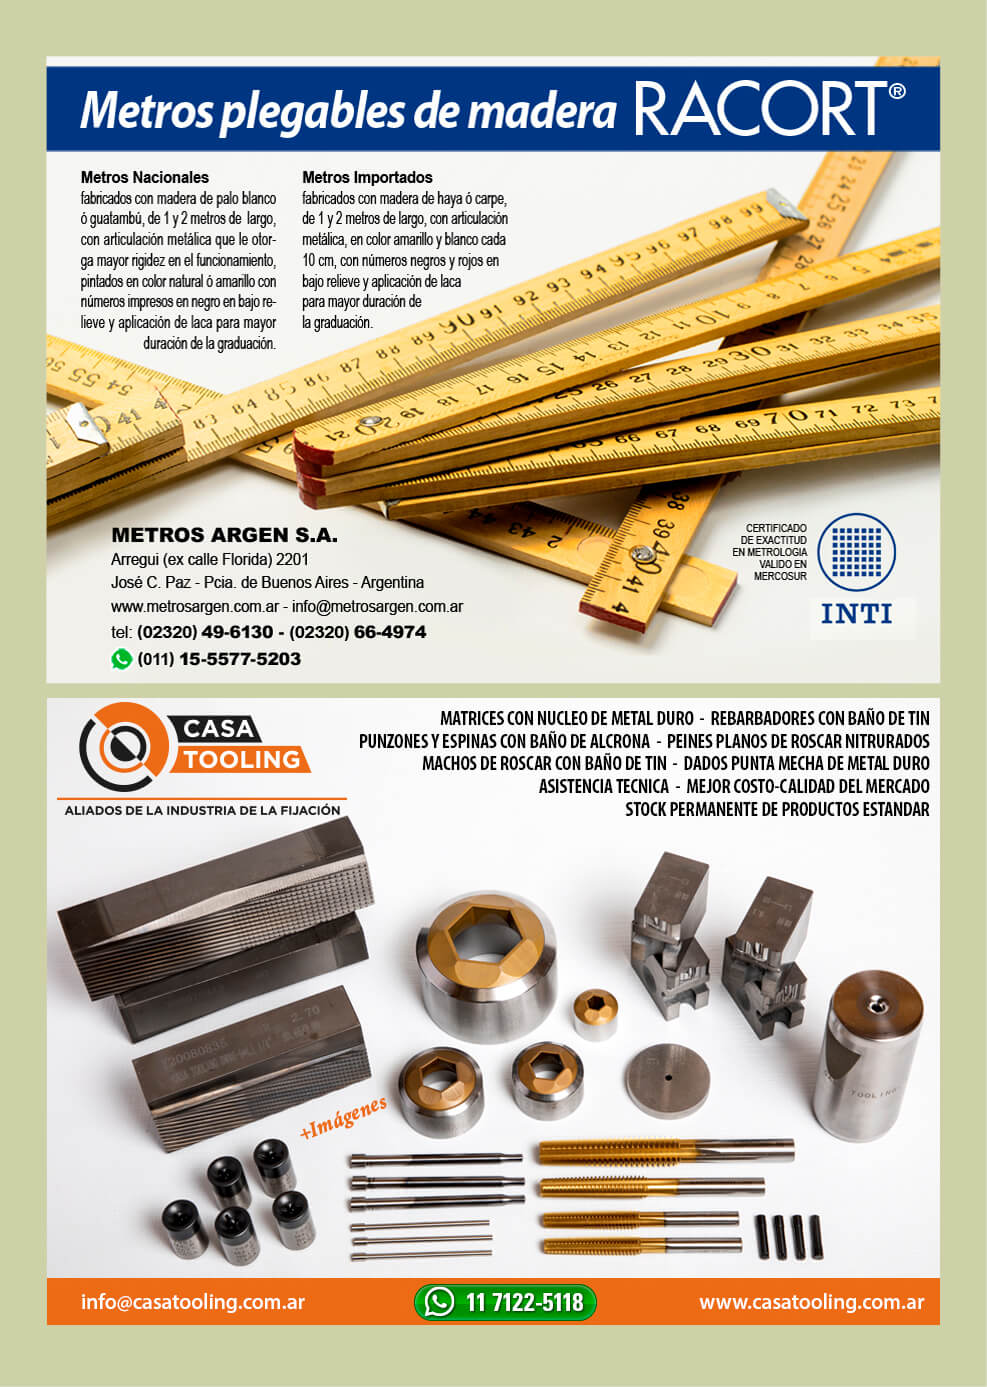 Metros plegables de madera RACORT®
Metros Nacionales
fabricados con madera de palo blanco
ó guatambú, de 1 y 2 metros de largo,
con articulación metálica que le otor-
ga mayor rigidez en el funcionamiento,
pintados en color natural ó amarillo con
números impresos en negro en bajo re-
lieve y aplicación de laca para mayor
duración de la graduación.
Metros Importados
fabricados con madera de haya ó carpe,
de 1 y 2 metros de largo, con articulación
metálica, en color amarillo y blanco cada
10 cm, con números negros y rojos en
bajo relieve y aplicación de laca
para mayor duración de
la graduación.
METROS ARGEN S.A.
Arregui (ex calle Florida) 2201
José C. Paz - Pcia. de Buenos Aires - Argentina
www.metrosargen.com.ar - info@metrosargen.com.ar
tel: (02320) 49-6130 - (02320) 66-4974
(011) 15-5577-5203
CERTIFICADO
DE EXACTITUD
EN METROLOGIA
VALIDO EN
MERCOSUR
INTI
CASA
TOOLING
ALIADOS DE LA INDUSTRIA DE LA FIJACIÓN
MATRICES CON NUCLEO DE METAL DURO - REBARBADORES CON BAÑO DE TIN
PUNZONES Y ESPINAS CON BAÑO DE ALCRONA - PEINES PLANOS DE ROSCAR NITRURADOS
MACHOS DE ROSCAR CON BAÑO DE TIN - DADOS PUNTA MECHA DE METAL DURO
ASISTENCIA TECNICA - MEJOR COSTO-CALIDAD DEL MERCADO
STOCK PERMANENTE DE PRODUCTOS ESTANDAR
2.70
TOOLING
+Imágenes
info@casatooling.com.ar
11 7122-5118
www.casatooling.com.ar